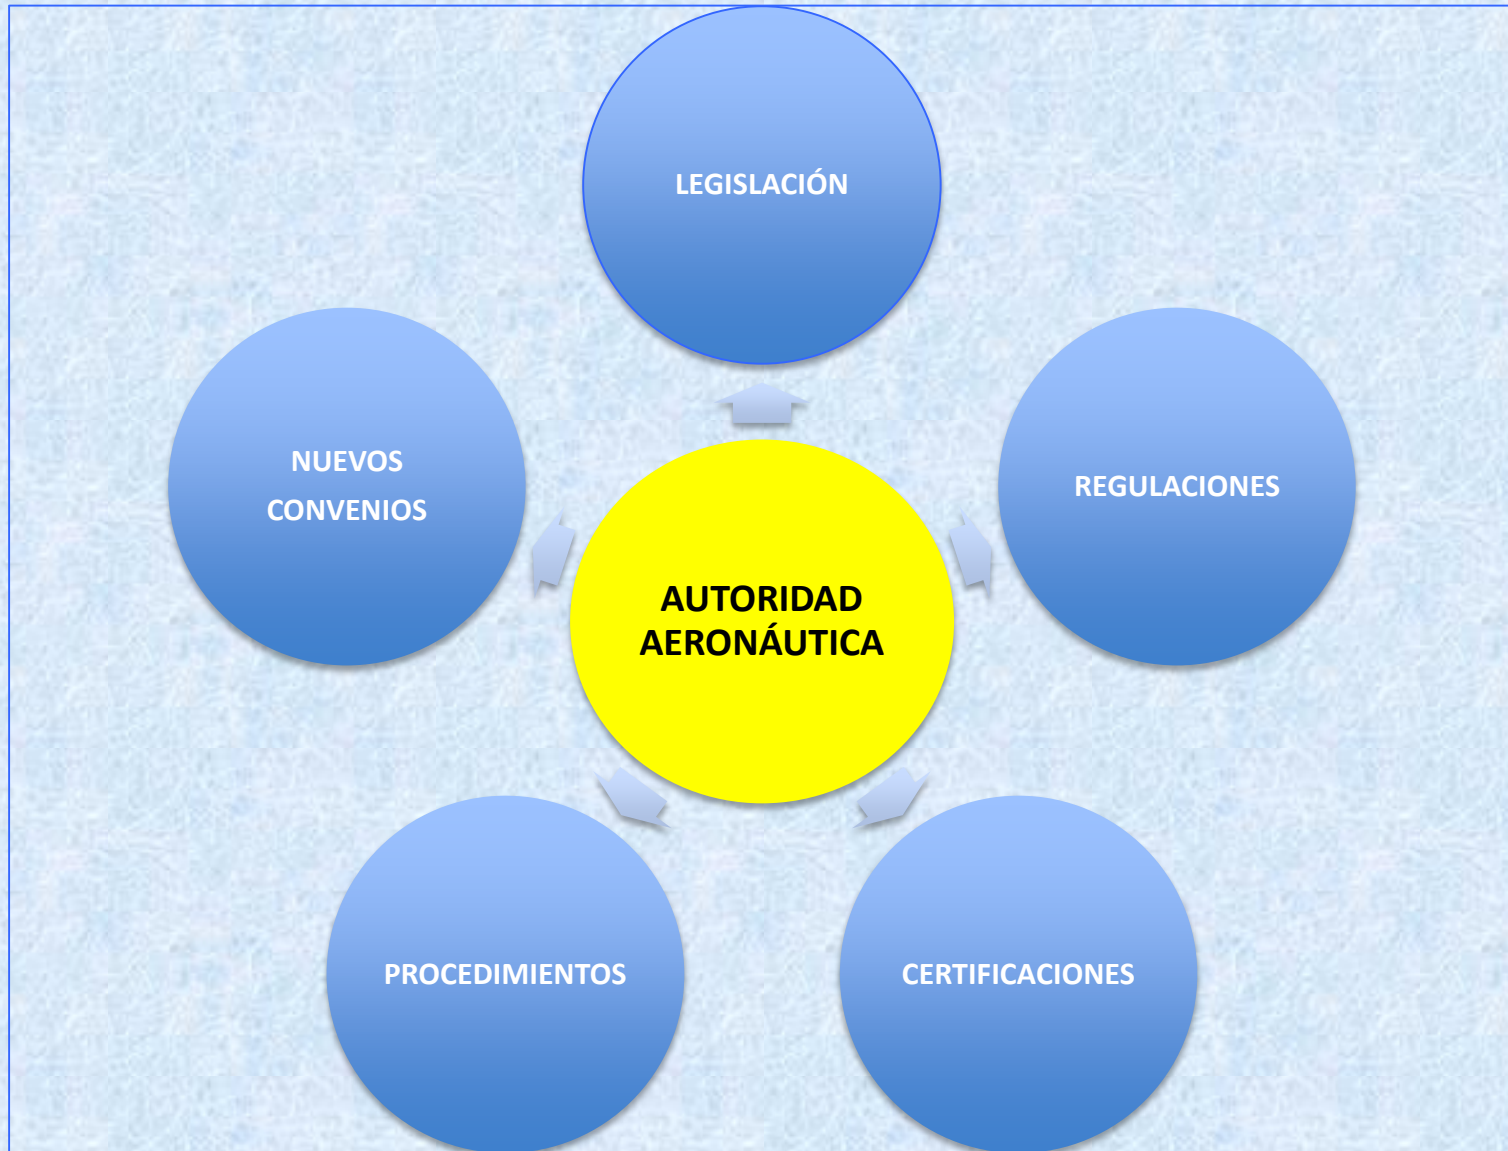 LEGISLACIÓN
NUEVOS
CONVENIOS
REGULACIONES
AUTORIDAD
AERONÁUTICA
PROCEDIMIENTOS
CERTIFICACIONES